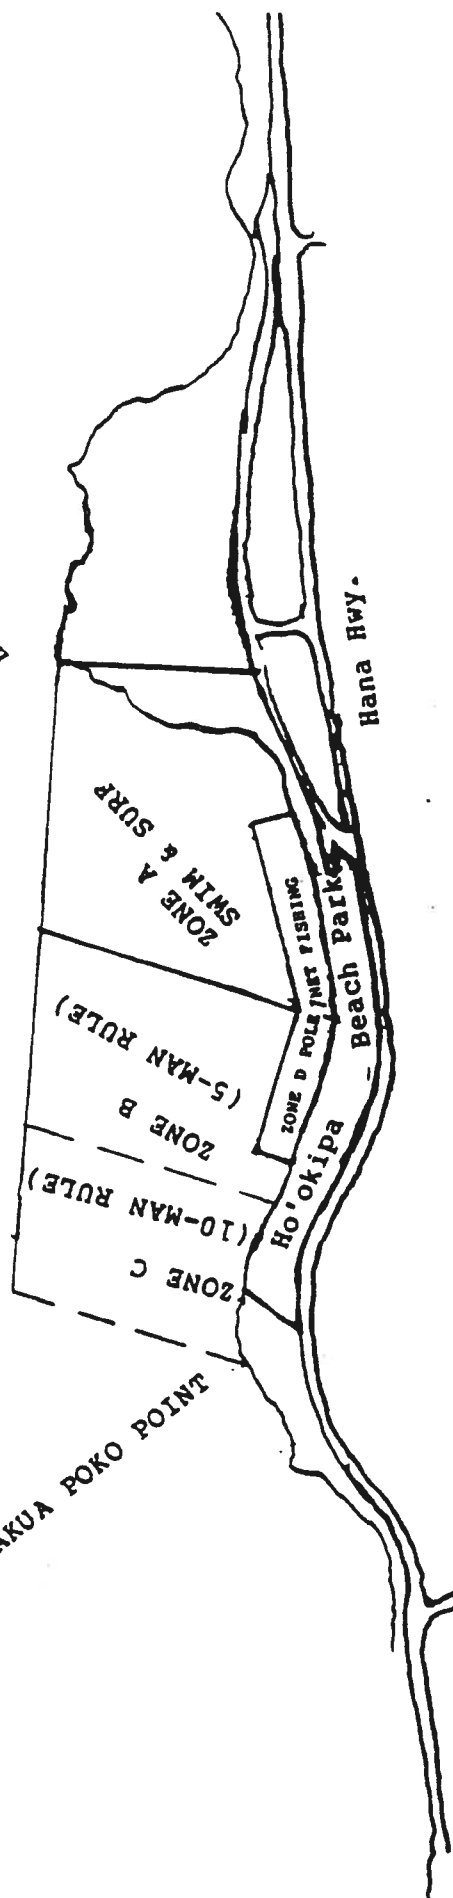 Hana Hwy.
ZONE A
SWIM & SURF
ZONE D POLE/NET FISHING
Ho'okipa Beach Park
ZONE B
(5-MAN RULE)
ZONE C
(10-MAN RULE)
POKO POINT